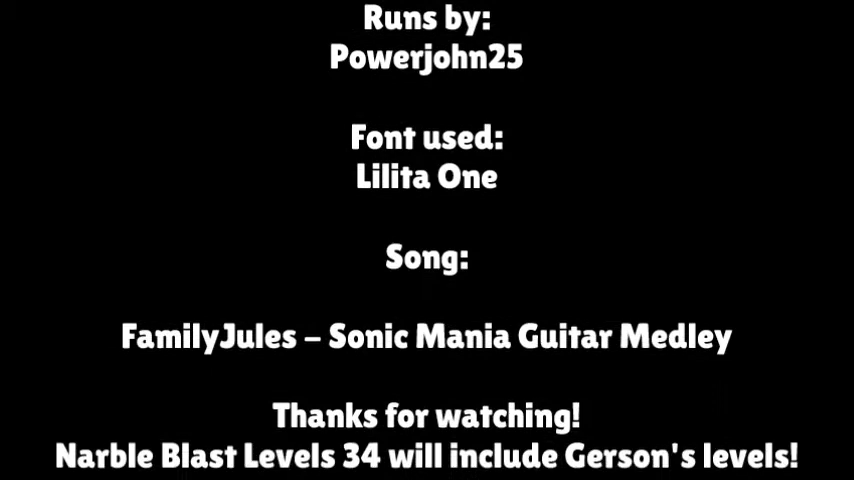 Runs by:
Powerjohn25
Font used:
Lilita One
Song:
FamilyJules - Sonic Mania Guitar Medley
Thanks for watching!
Narble Blast Levels 34 will include Gerson's levels!